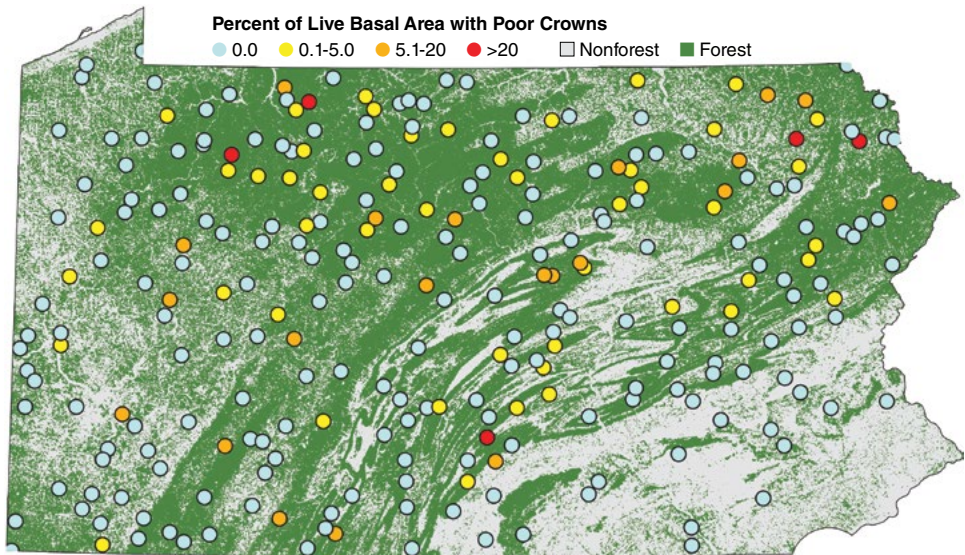 Percent of Live Basal Area with Poor Crowns
0.0 0.1-5.0 5.1-20 >20 Nonforest Forest